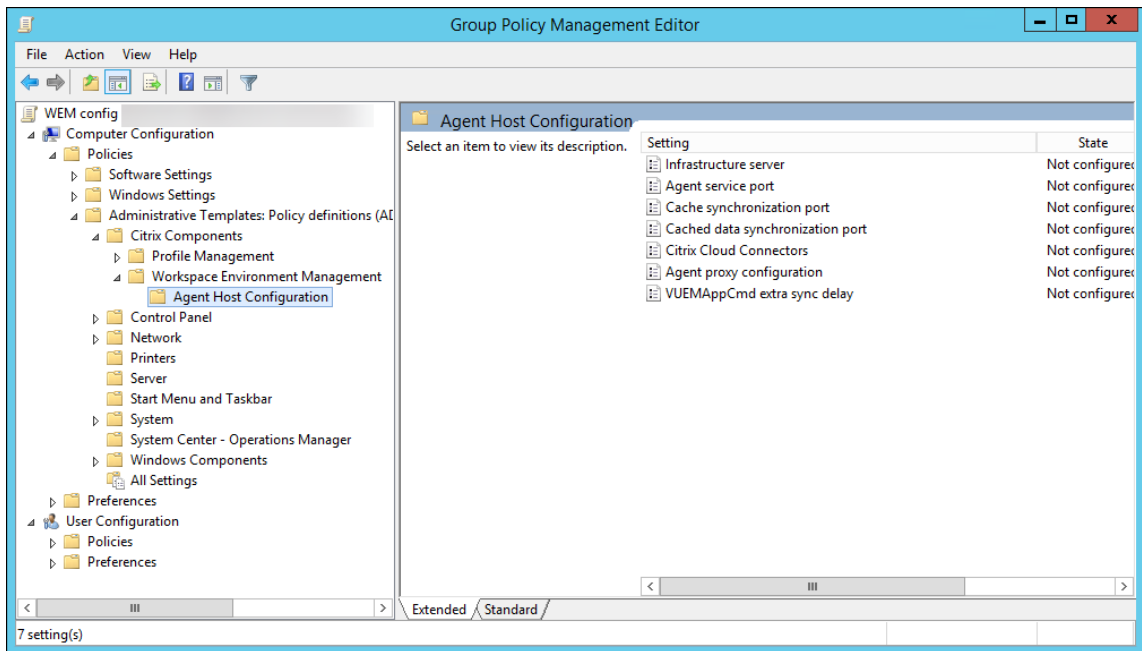 Group Policy Management Editor
File Action View Help
WEM config
Computer Configuration
Policies
Software Settings
Windows Settings
Administrative Templates: Policy definitions (AD
Citrix Components
Profile Management
Workspace Environment Management
Agent Host Configuration
Control Panel
Network
Printers
Server
Start Menu and Taskbar
System
System Center - Operations Manager
Windows Components
All Settings
Preferences
User Configuration
Policies
Preferences
Agent Host Configuration
Select an item to view its description.
Setting State
Infrastructure server Not configured
Agent service port Not configured
Cache synchronization port Not configured
Cached data synchronization port Not configured
Citrix Cloud Connectors Not configured
Agent proxy configuration Not configured
VUEMAppCmd extra sync delay Not configured
Extended Standard
7 setting(s)